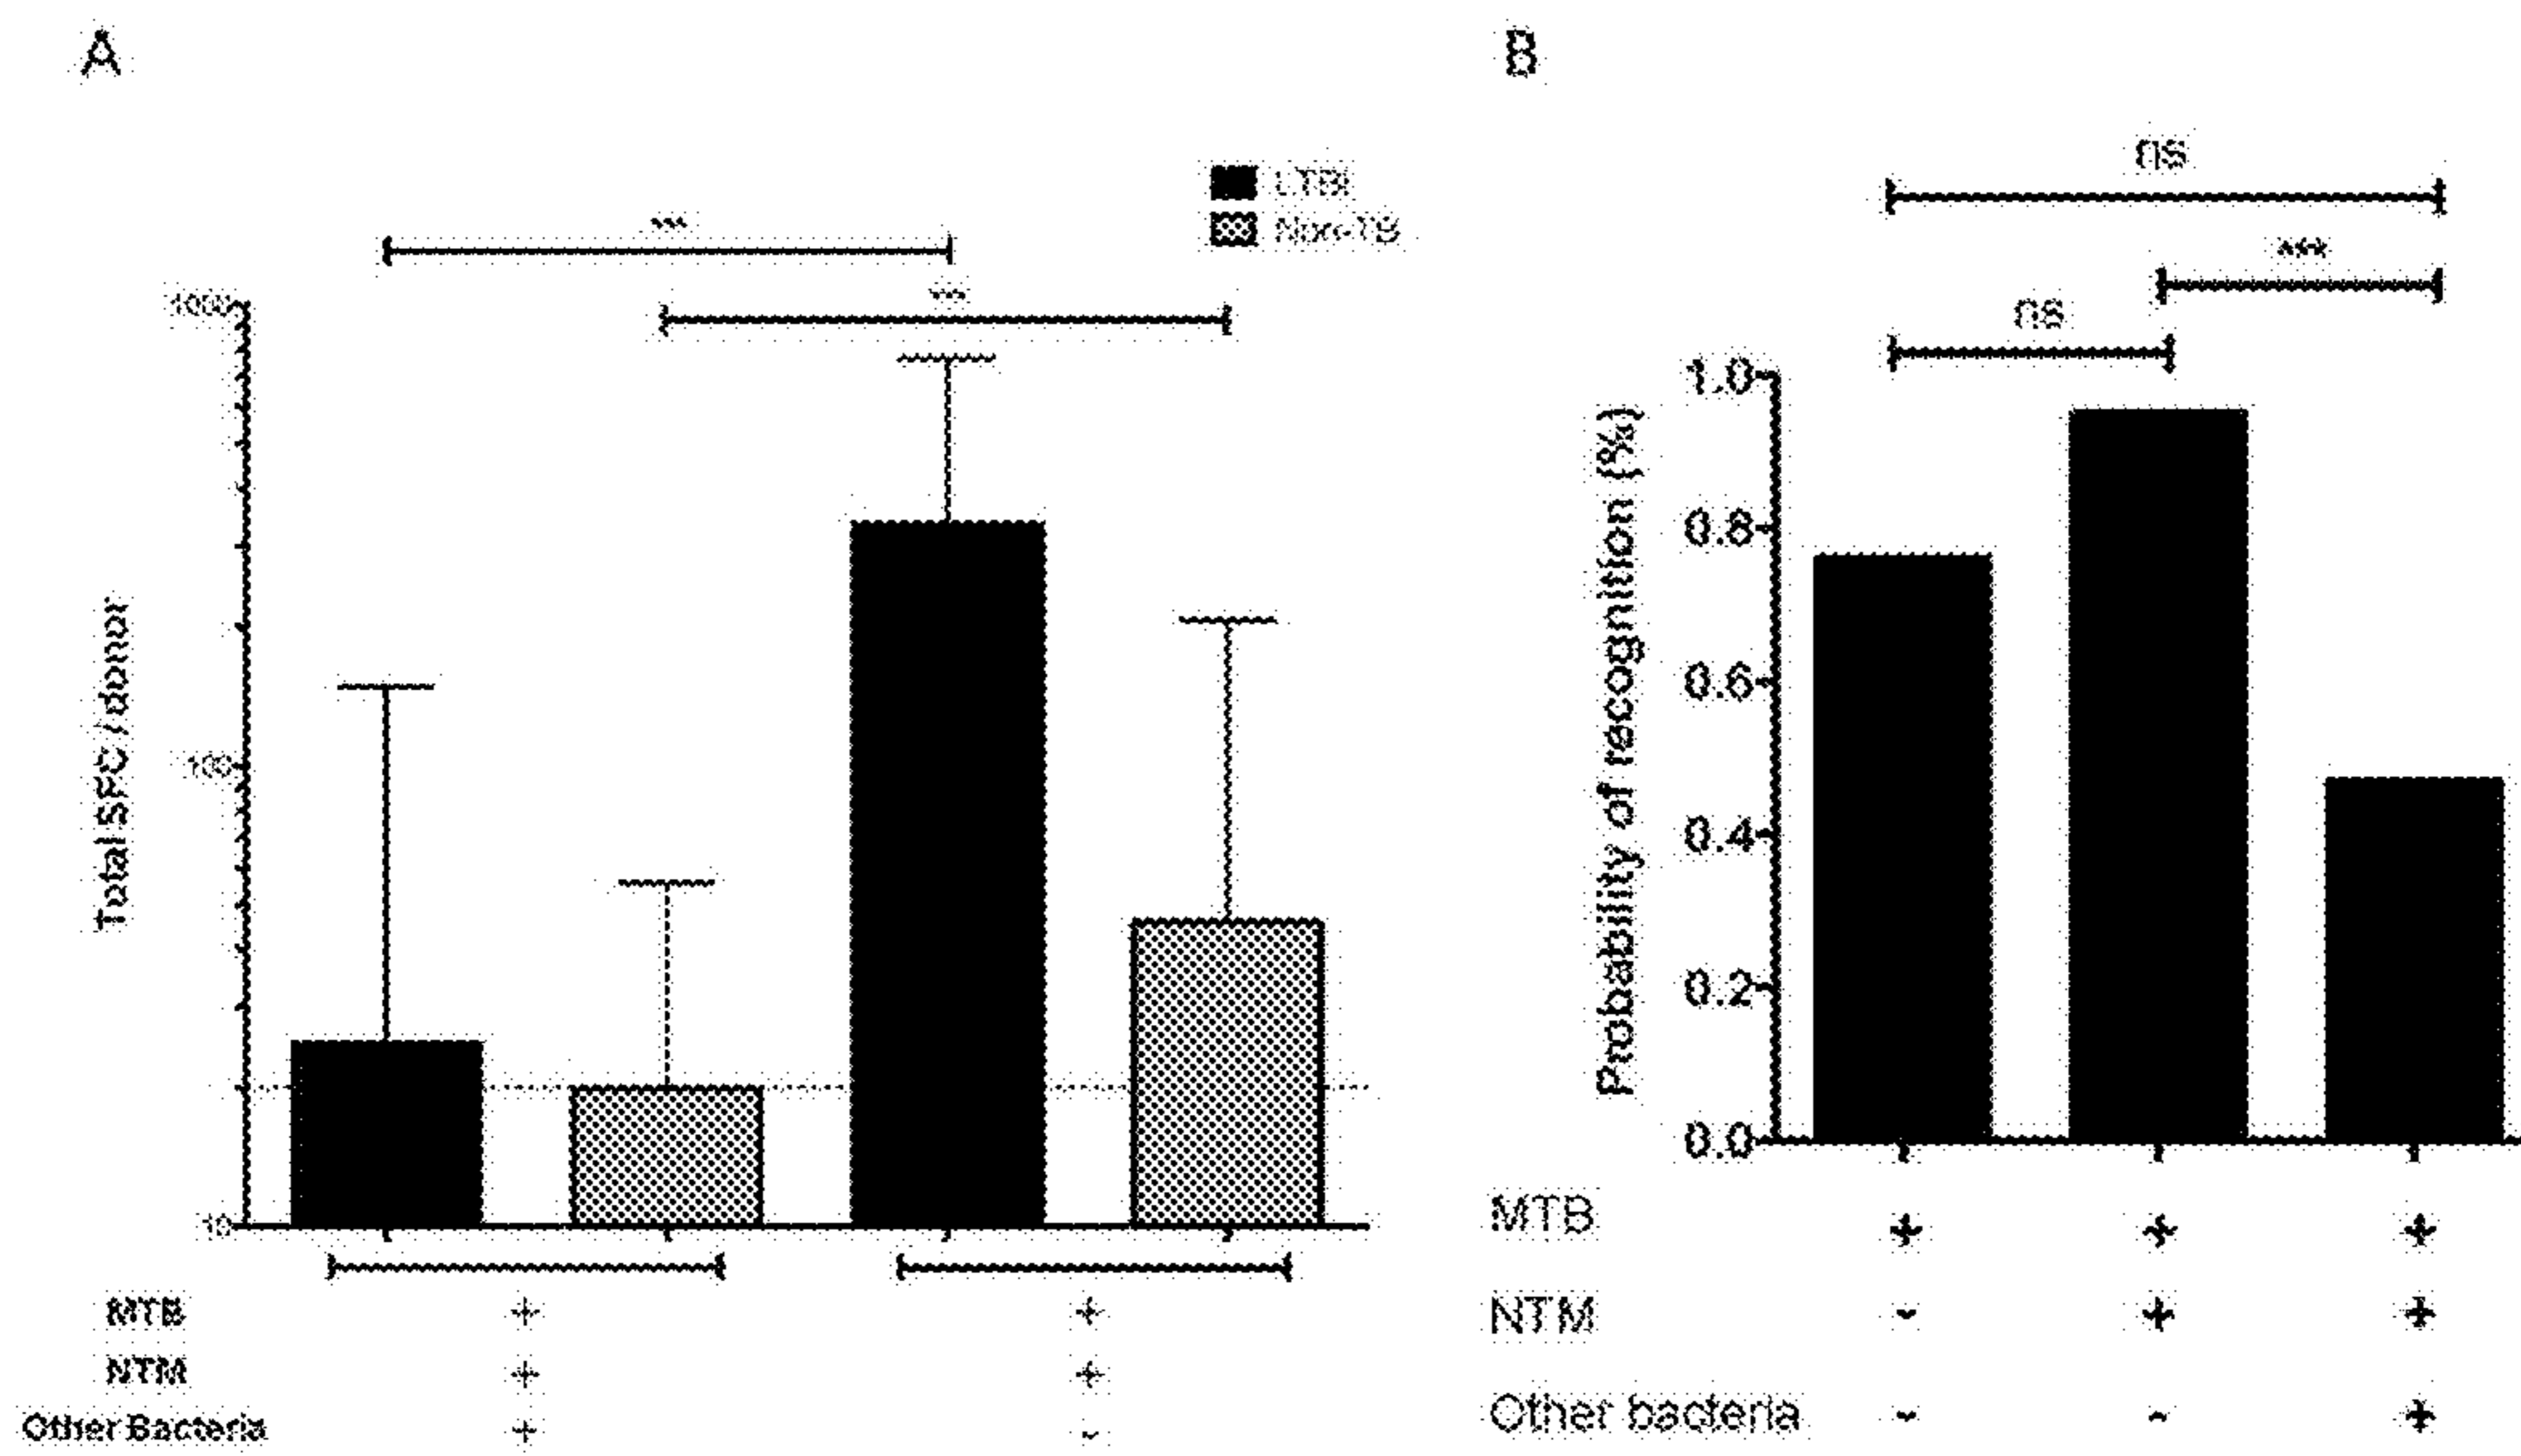 A
LTBI
Non-TB
***
***
1000
100
10
Total SFC / donor
MTB + +
NTM + +
Other Bacteria + -
B
ns
***
ns
1.0
0.8
0.6
0.4
0.2
0.0
Probability of recognition (%)
MTB + + +
NTM - + +
Other bacteria - - +